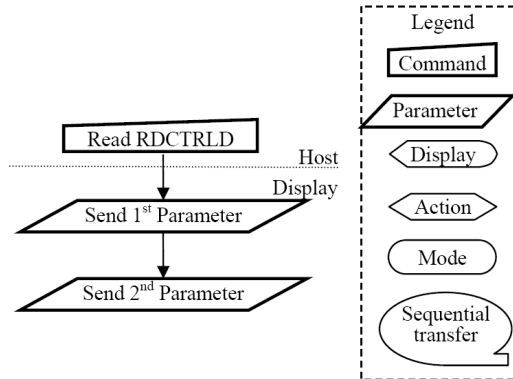 Read RDCTRLD
Host
Display
Send 1st Parameter
Send 2nd Parameter
Legend
Command
Parameter
Display
Action
Mode
Sequential
transfer